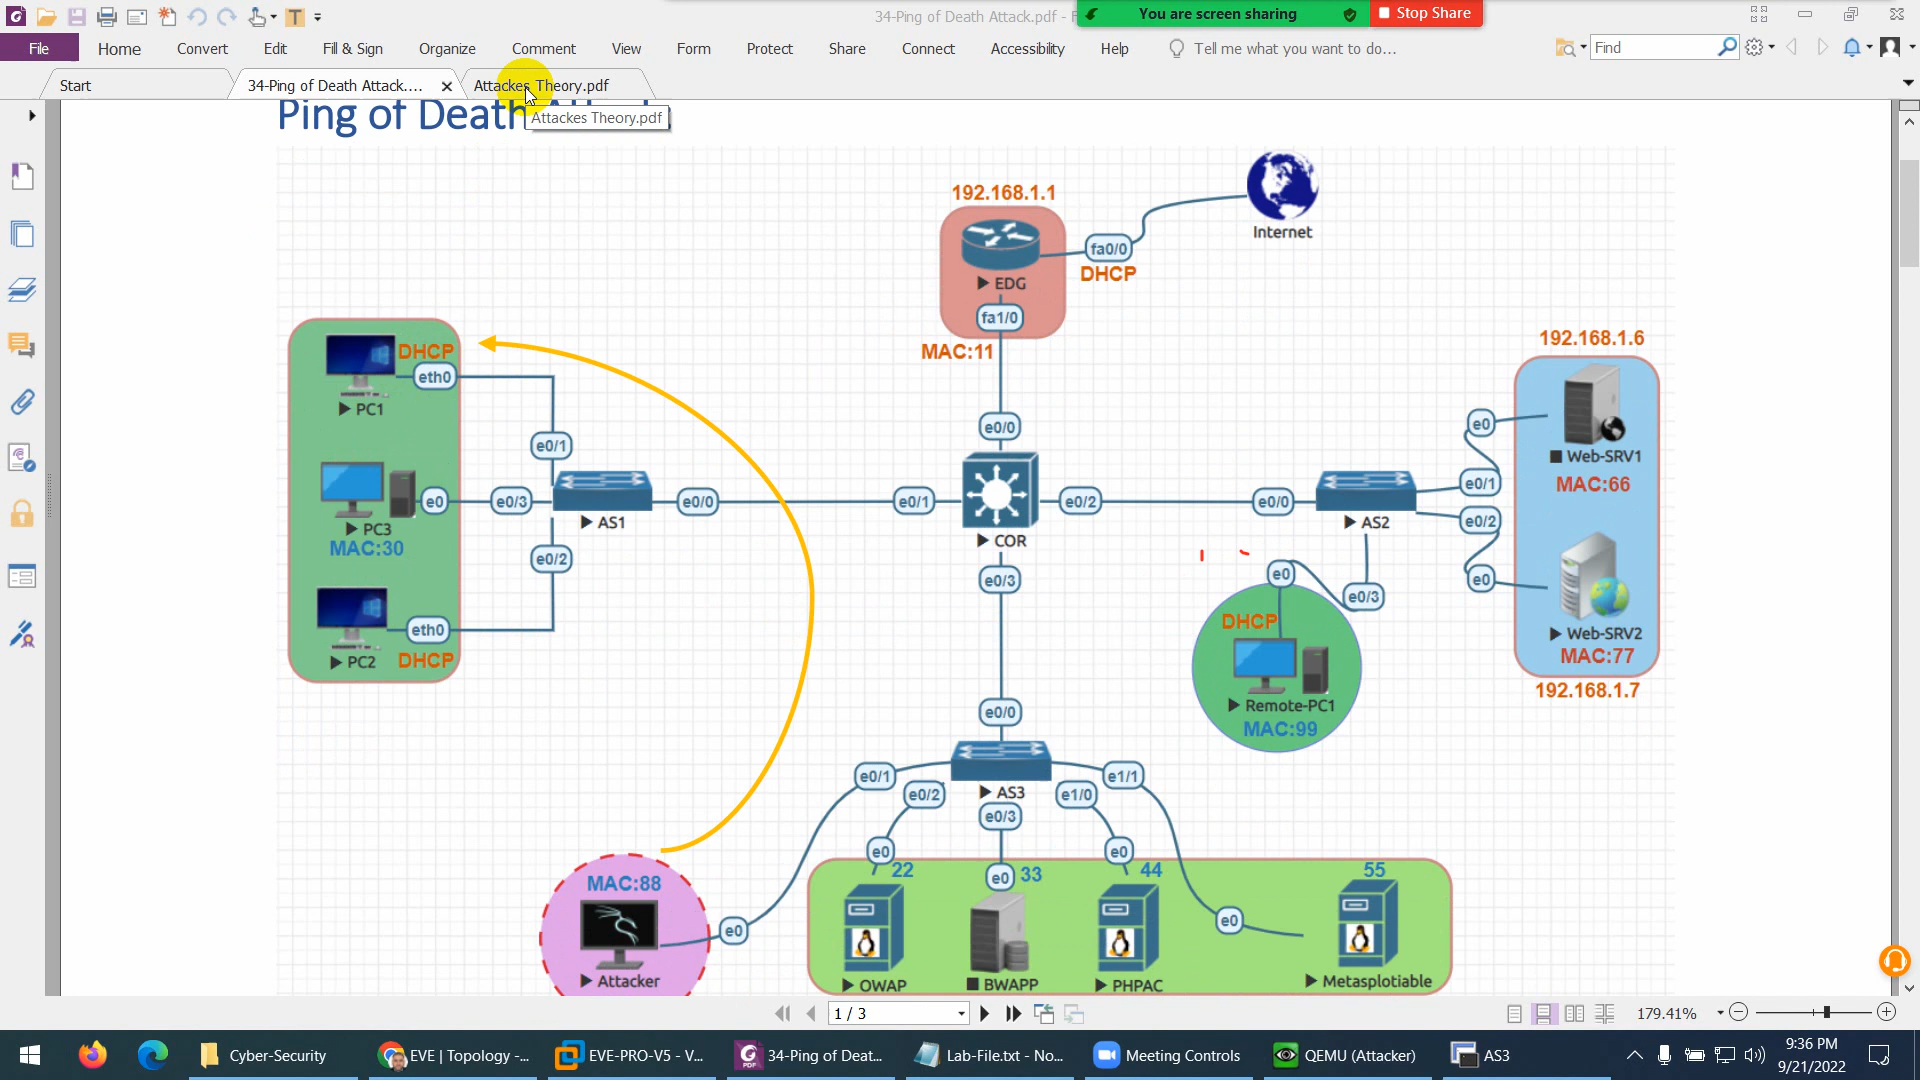 34-Ping of Death Attack.pdf - F
You are screen sharing
Stop Share
File
Home
Convert
Edit
Fill & Sign
Organize
Comment
View
Form
Protect
Share
Connect
Accessibility
Help
Tell me what you want to do...
Find
Start
34-Ping of Death Attack....
Attackes Theory.pdf
Attackes Theory.pdf
Ping of Death
192.168.1.1
Internet
fa0/0
DHCP
EDG
fa1/0
MAC:11
192.168.1.6
DHCP
eth0
PC1
e0/1
e0/0
e0
Web-SRV1
e0/1
MAC:66
e0
e0/3
AS1
e0/0
e0/1
COR
e0/2
e0/0
AS2
e0/2
PC3
MAC:30
e0/2
e0/3
e0
e0/3
e0
DHCP
eth0
PC2
DHCP
Web-SRV2
MAC:77
192.168.1.7
Remote-PC1
MAC:99
e0/0
e0/1
e0/2
AS3
e0/3
e1/0
e1/1
e0
e0
22
e0
33
44
55
MAC:88
e0
e0
Attacker
OWAP
BWAPP
PHPAC
Metasplotiable
1 / 3
179.41%
Cyber-Security
EVE | Topology -...
EVE-PRO-V5 - V...
34-Ping of Deat...
Lab-File.txt - No...
Meeting Controls
QEMU (Attacker)
AS3
9:36 PM
9/21/2022